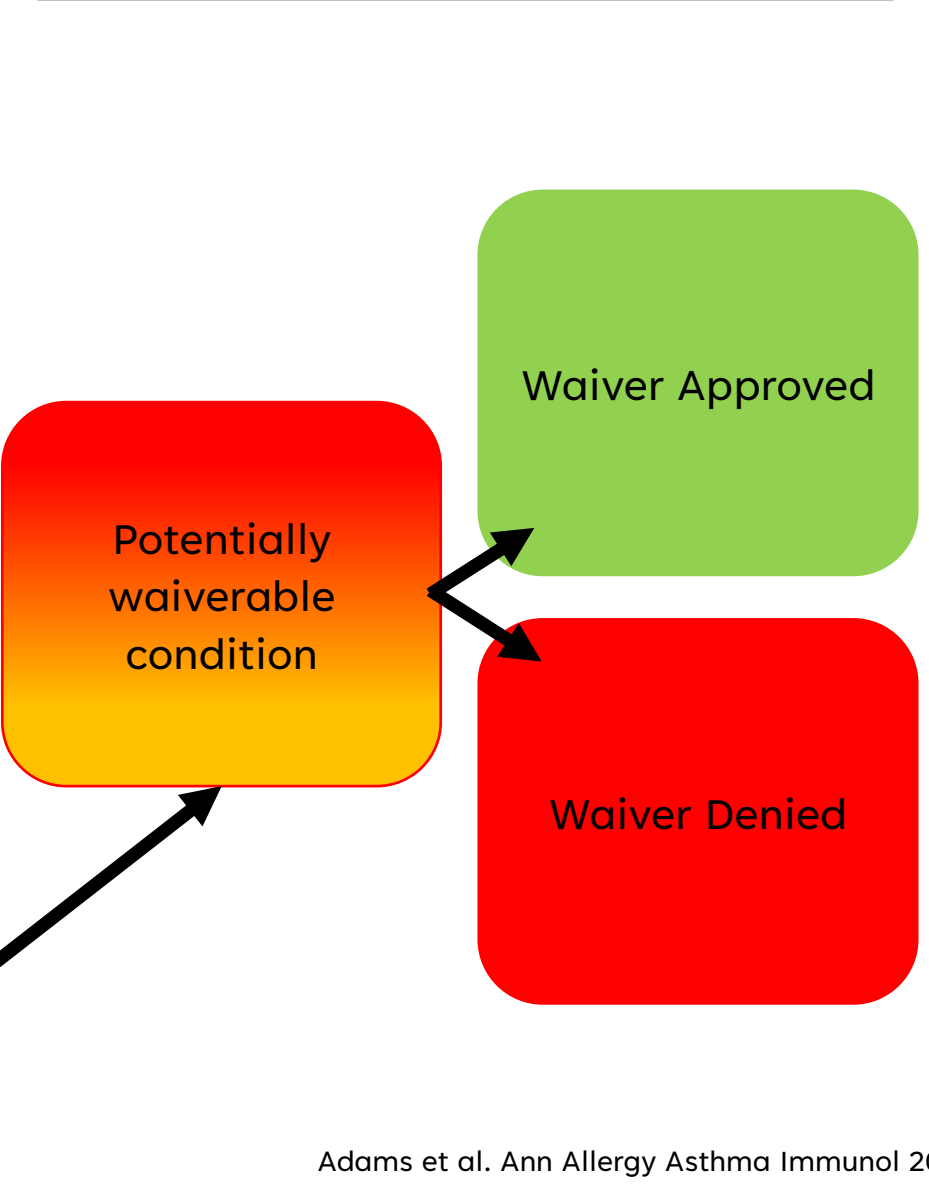 Waiver Approved
Potentially
waiverable
condition
Waiver Denied
Adams et al. Ann Allergy Asthma Immunol